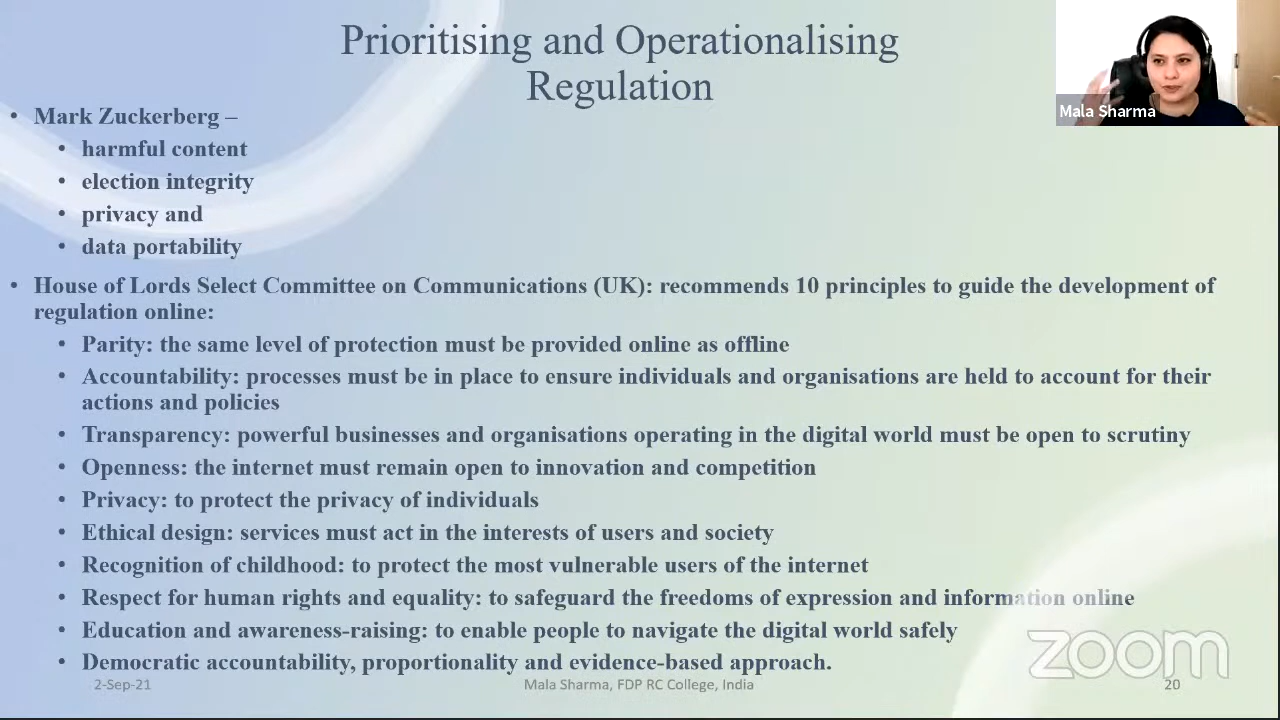 Prioritising and Operationalising
Regulation
Mala Sharma
• Mark Zuckerberg –
• harmful content
• election integrity
• privacy and
• data portability
• House of Lords Select Committee on Communications (UK): recommends 10 principles to guide the development of
regulation online:
• Parity: the same level of protection must be provided online as offline
• Accountability: processes must be in place to ensure individuals and organisations are held to account for their
actions and policies
• Transparency: powerful businesses and organisations operating in the digital world must be open to scrutiny
• Openness: the internet must remain open to innovation and competition
• Privacy: to protect the privacy of individuals
• Ethical design: services must act in the interests of users and society
• Recognition of childhood: to protect the most vulnerable users of the internet
• Respect for human rights and equality: to safeguard the freedoms of expression and information online
• Education and awareness-raising: to enable people to navigate the digital world safely
• Democratic accountability, proportionality and evidence-based approach.
zoom
2-Sep-21
Mala Sharma, FDP RC College, India
20